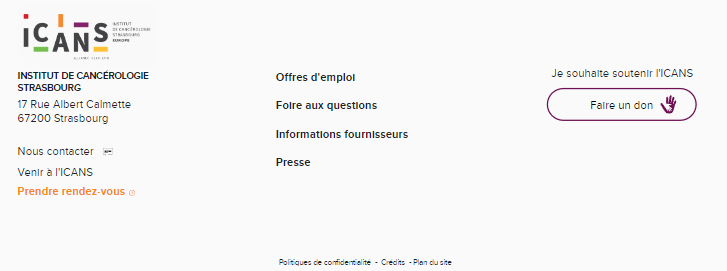 iCANS
INSTITUT
DE CANCÉROLOGIE
STRASBOURG
EUROPE
INSTITUT DE CANCÉROLOGIE
STRASBOURG
17 Rue Albert Calmette
67200 Strasbourg
Nous contacter
Venir à l'ICANS
Prendre rendez-vous
Offres d'emploi
Foire aux questions
Informations fournisseurs
Presse
Je souhaite soutenir l'ICANS
Faire un don
Politiques de confidentialité - Crédits - Plan du site